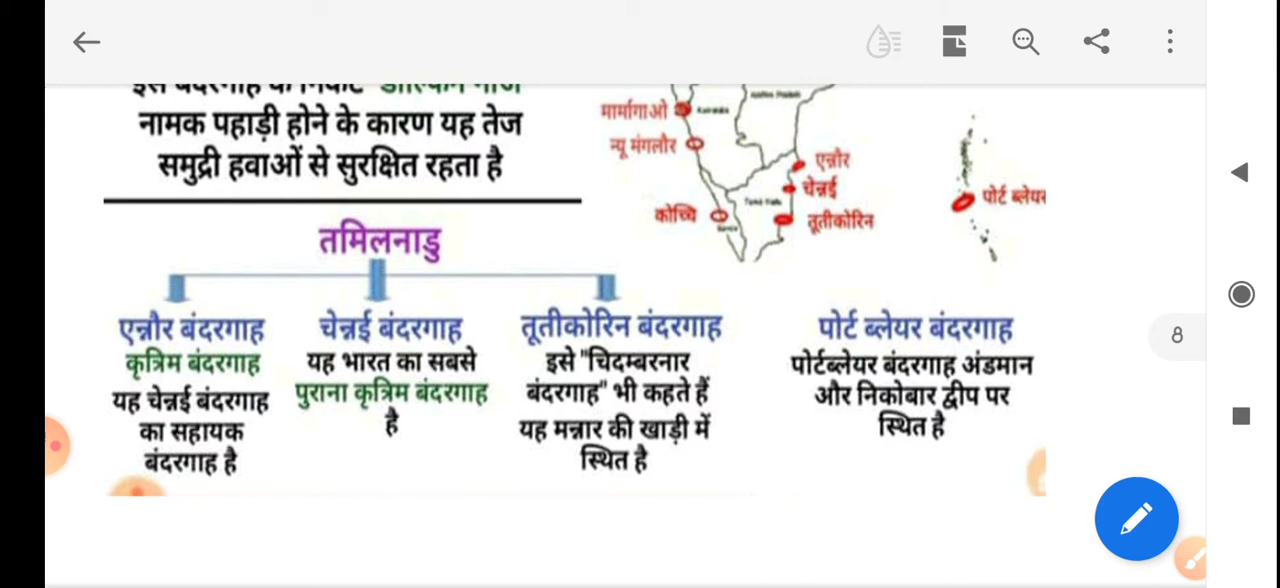 नामक पहाड़ी होने के कारण यह तेज
समुद्री हवाओं से सुरक्षित रहता है
मार्मागाओ
न्यू मंगलौर
कोच्चि
एन्नौर
चेन्नई
तूतीकोरिन
पोर्ट ब्लेयर
तमिलनाडु
एन्नौर बंदरगाह
कृत्रिम बंदरगाह
यह चेन्नई बंदरगाह
का सहायक
बंदरगाह है
चेन्नई बंदरगाह
यह भारत का सबसे
पुराना कृत्रिम बंदरगाह
है
तूतीकोरिन बंदरगाह
इसे "चिदम्बरनार
बंदरगाह" भी कहते हैं
यह मन्नार की खाड़ी में
स्थित है
पोर्ट ब्लेयर बंदरगाह
पोर्टब्लेयर बंदरगाह अंडमान
और निकोबार द्वीप पर
स्थित है
8